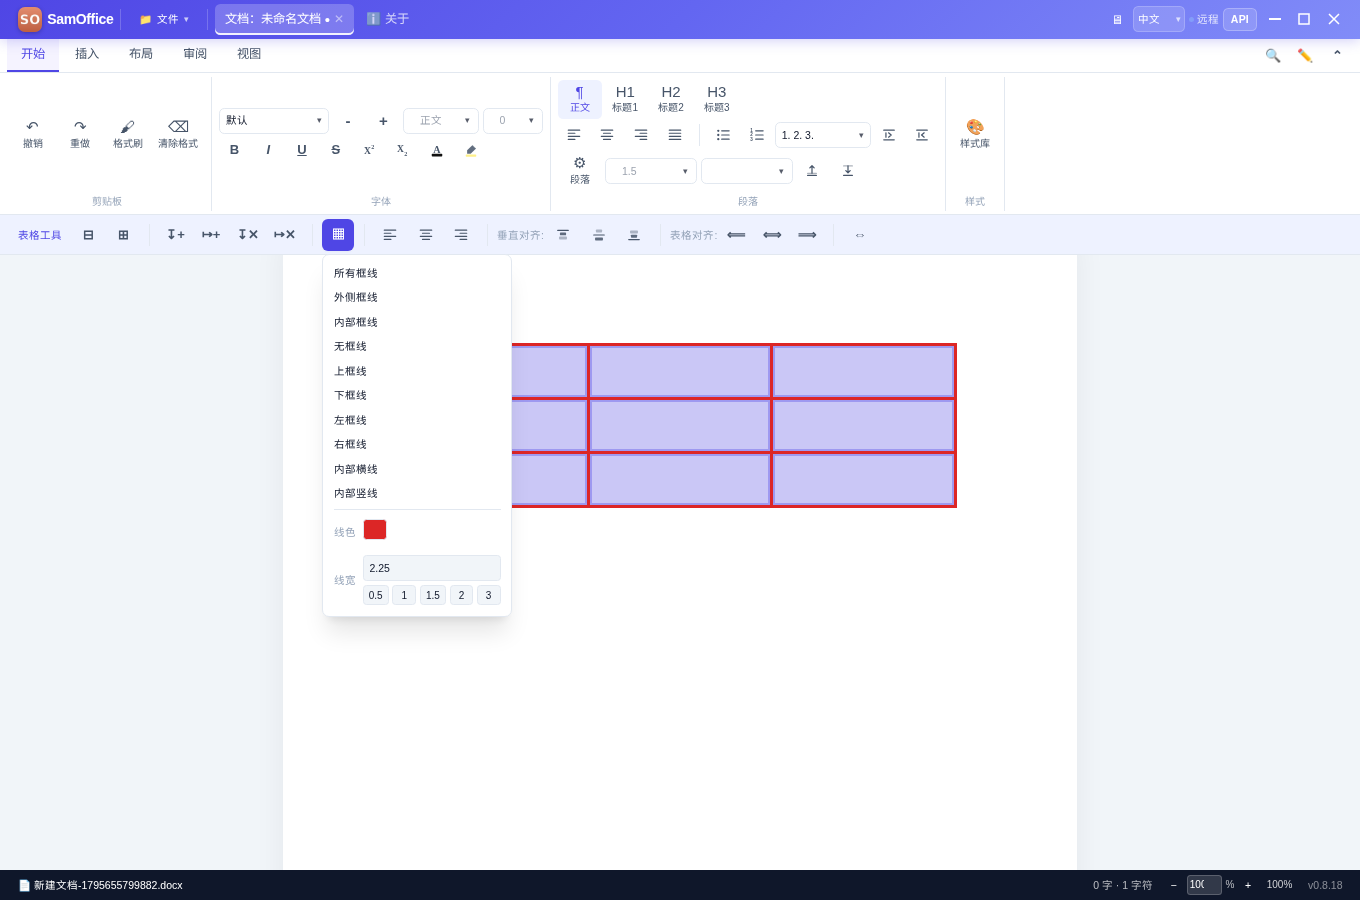 SO SamOffice 文件 文档：未命名文档 ● ✕ 关于 中文 远程 API
开始 插入 布局 审阅 视图
撤销 重做 格式刷 清除格式
剪贴板
默认 - + 正文 0
B I U S X² X₂ A
字体
¶ H1 H2 H3
正文 标题1 标题2 标题3
1. 2. 3.
段落 1.5
段落
样式库
样式
表格工具 垂直对齐: 表格对齐:
所有框线
外侧框线
内部框线
无框线
上框线
下框线
左框线
右框线
内部横线
内部竖线
线色
线宽 2.25
0.5 1 1.5 2 3
新建文档-1795655799882.docx 0 字 · 1 字符 − 100 % + 100% v0.8.18